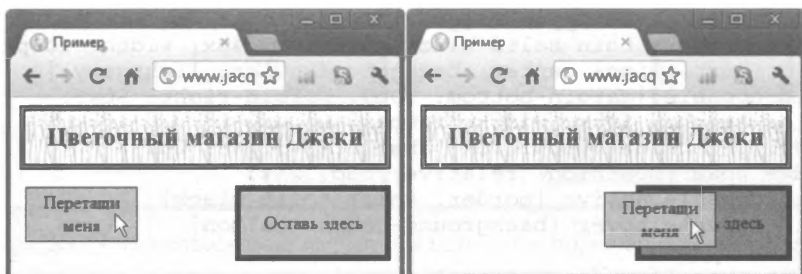 Пример
www.jacq
Цветочный магазин Джеки
Перетащи
меня
Оставь здесь
Пример
www.jacq
Цветочный магазин Джеки
Перетащи
меня
здесь